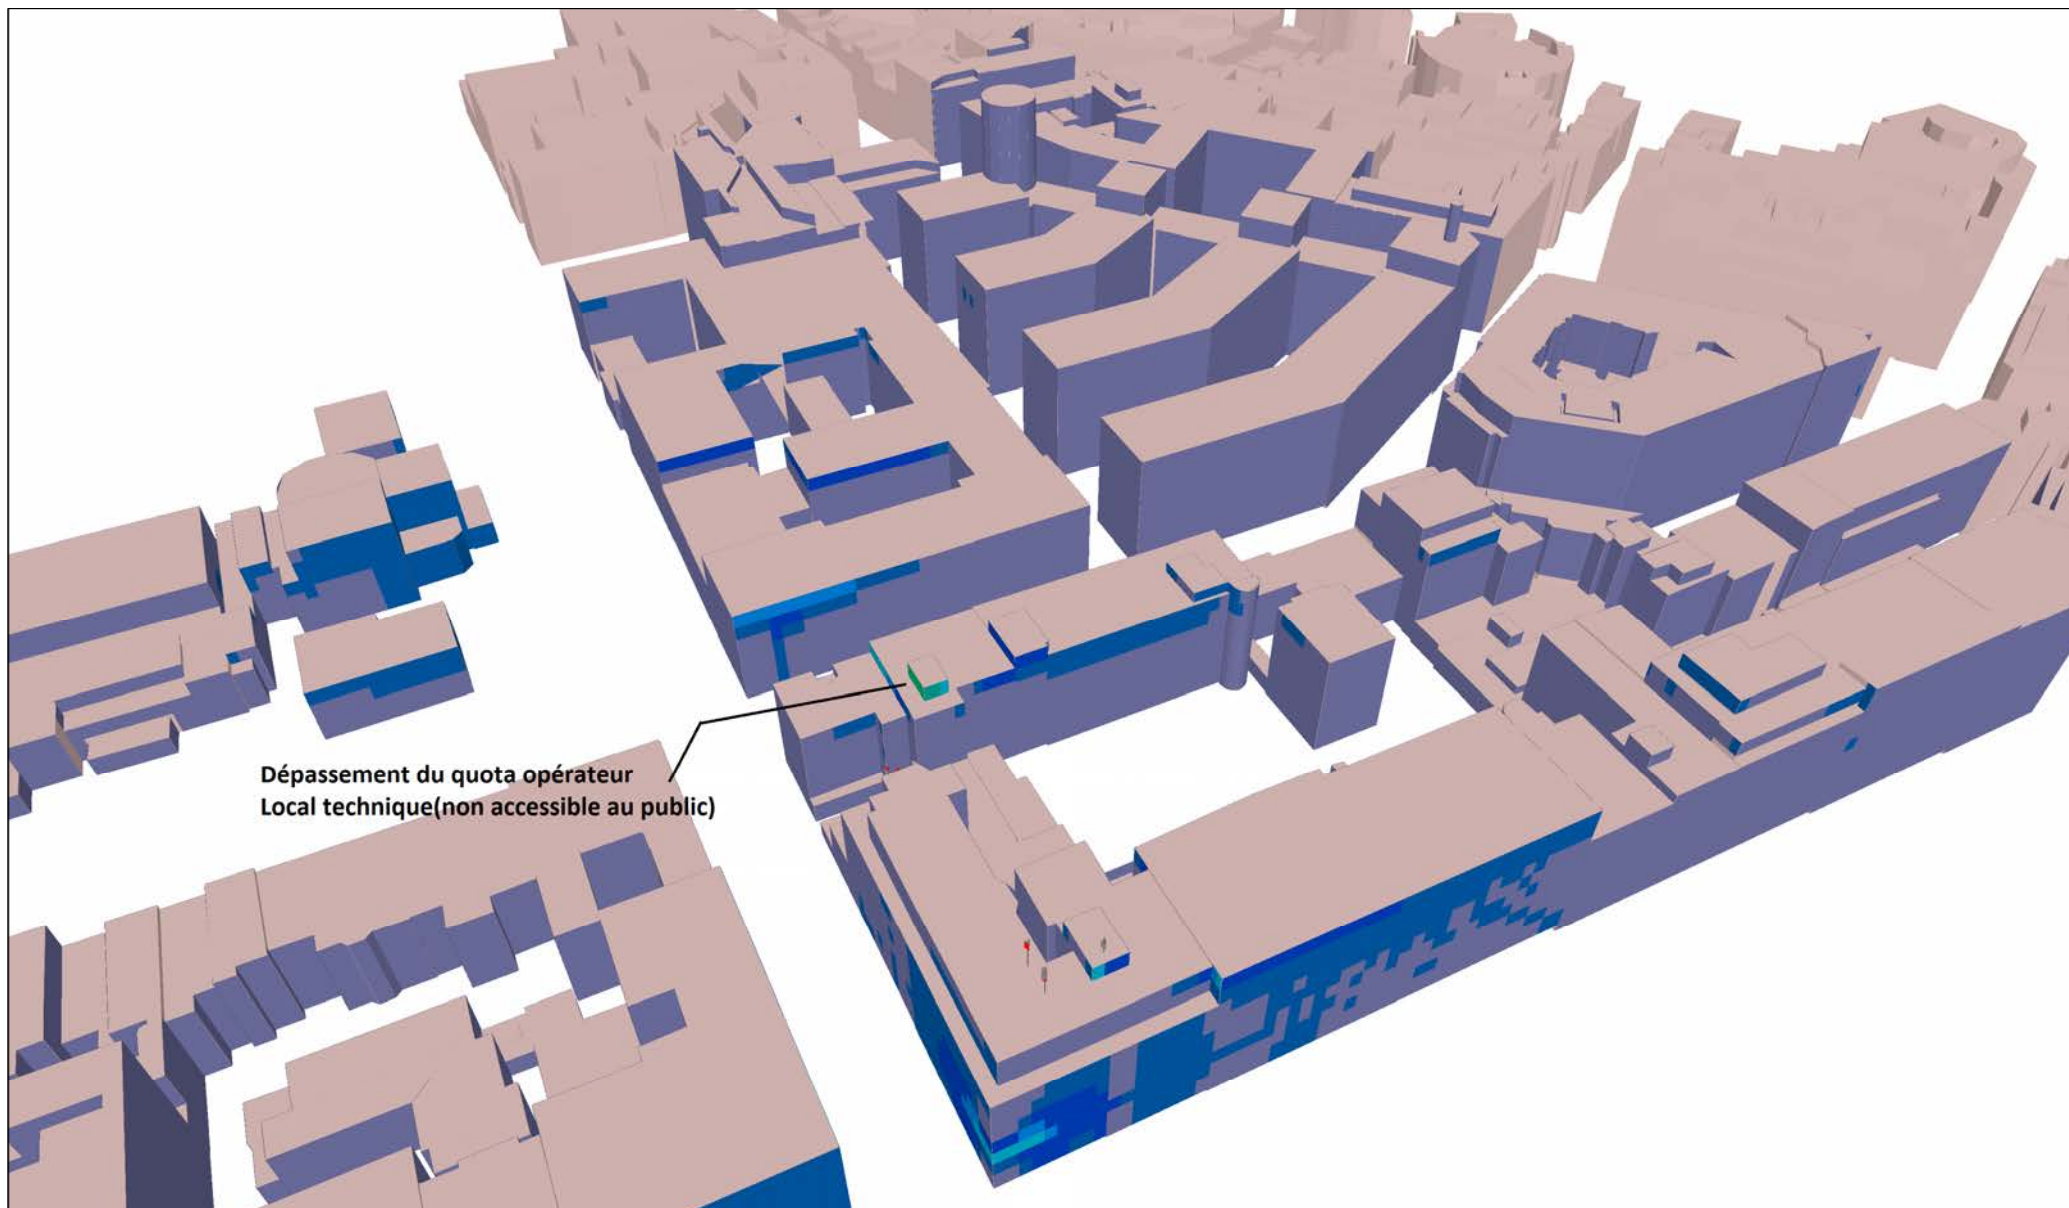 Dépassement du quota opérateur
Local technique(non accessible au public)